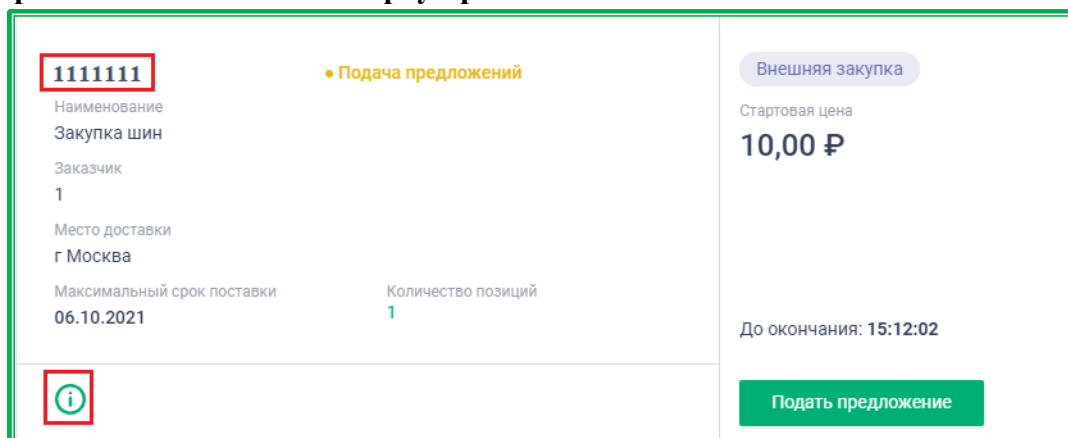 1111111
• Подача предложений
Наименование
Закупка шин
Заказчик
1
Место доставки
г Москва
Максимальный срок поставки
06.10.2021
Количество позиций
1
Внешняя закупка
Стартовая цена
10,00 ₽
До окончания: 15:12:02
Подать предложение